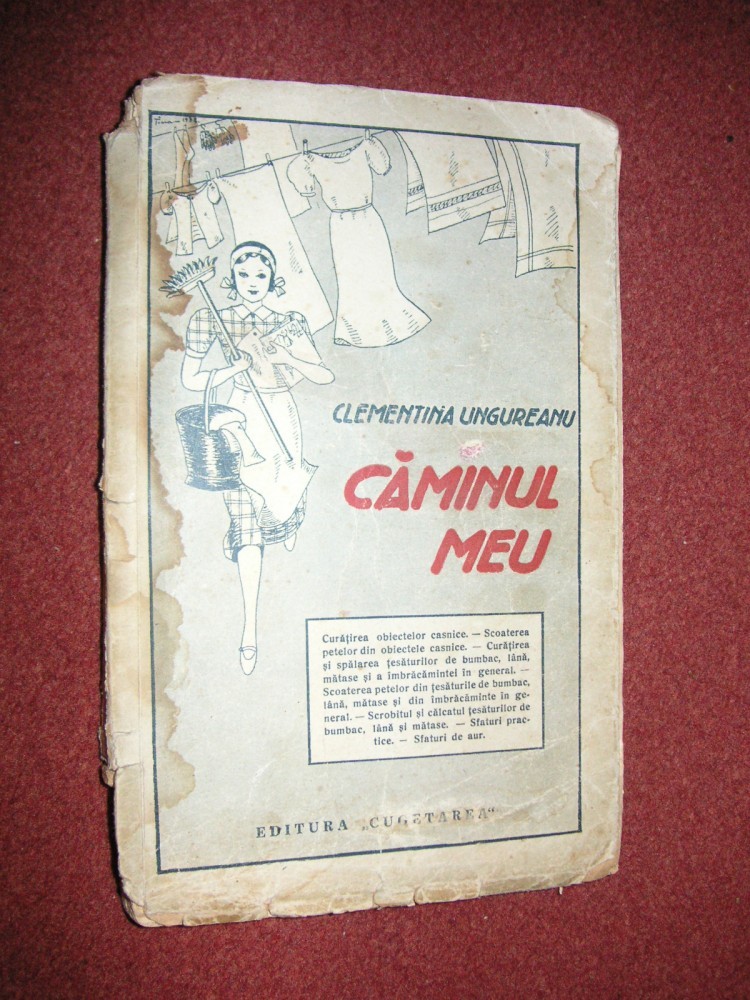 CLEMENTINA UNGUREANU
CĂMINUL
MEU
Curățirea obiectelor casnice. — Scoaterea
petelor din obiectele casnice. — Curățirea
și spălarea țesăturilor de bumbac, lână,
mătase și a îmbrăcămintei în general. —
Scoaterea petelor din țesăturile de bumbac,
lână, mătase și din îmbrăcăminte în ge-
neral. — Scrobitul și călcatul țesăturilor de
bumbac, lână și mătase. — Sfaturi prac-
tice. — Sfaturi de aur.
EDITURA „CUGETAREA“